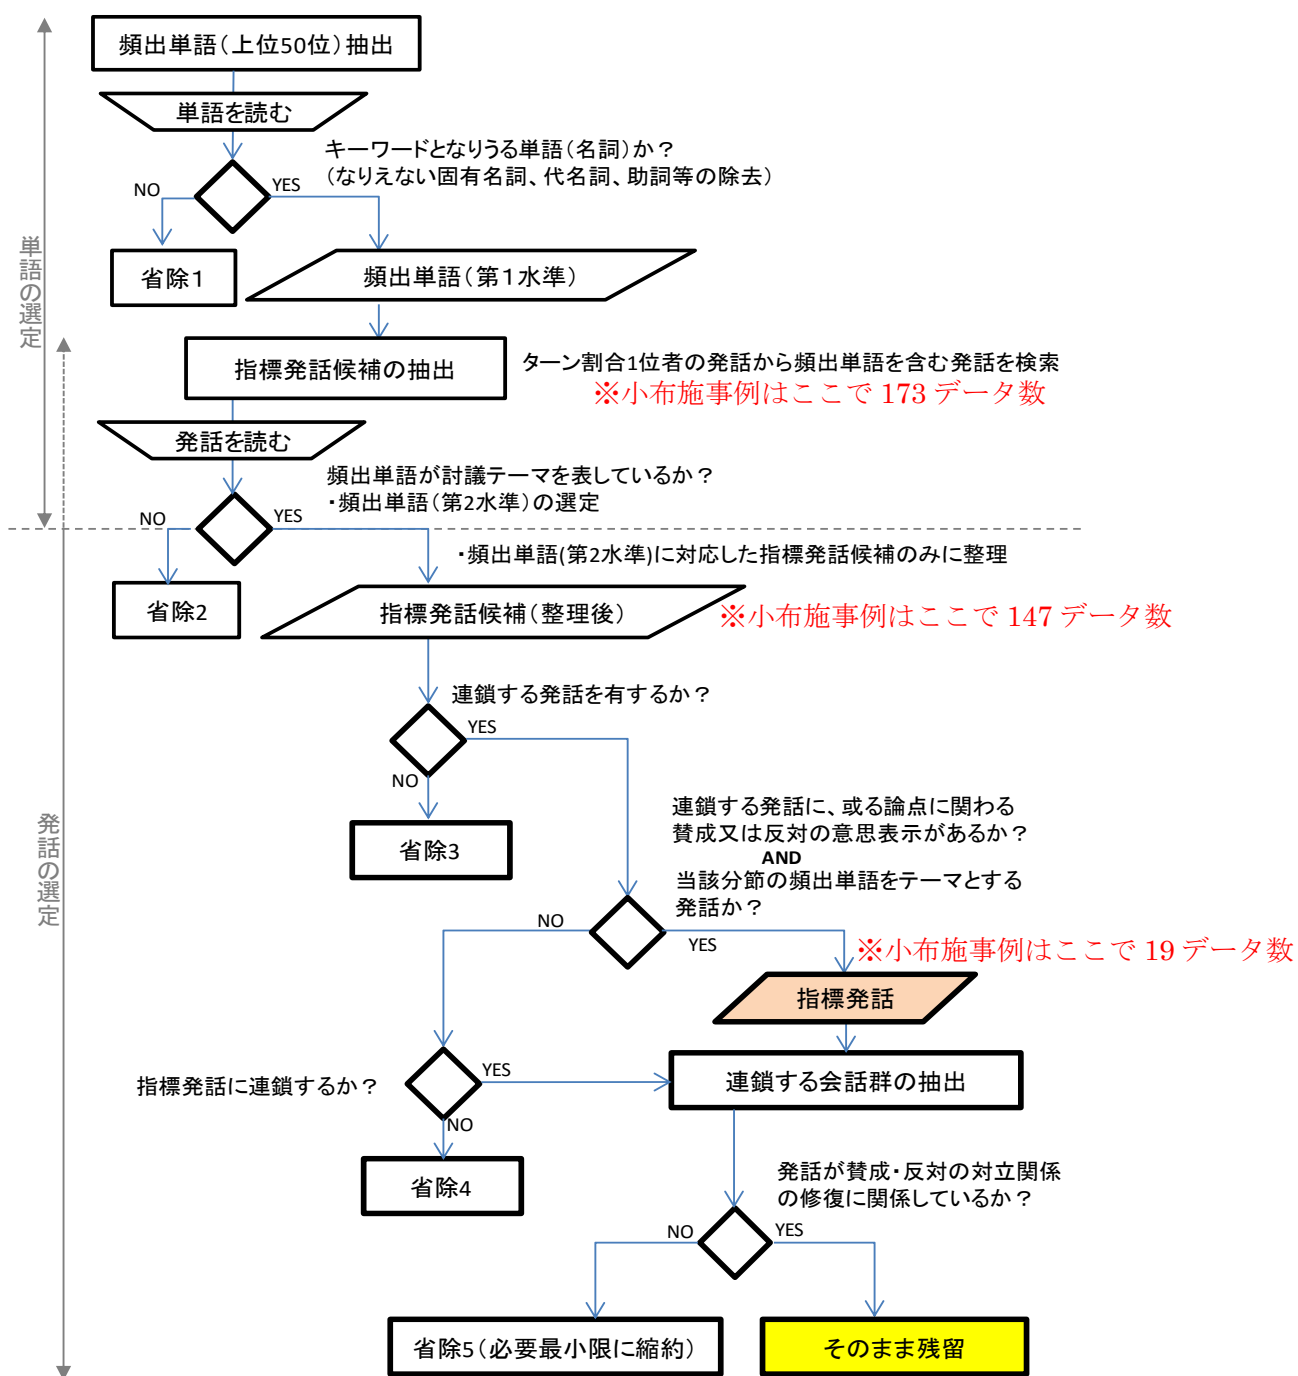 頻出単語(上位50位)抽出
単語を読む
キーワードとなりうる単語(名詞)か?
(なりえない固有名詞、代名詞、助詞等の除去)
NO
YES
省除1
頻出単語(第1水準)
単語の選定
指標発話候補の抽出
ターン割合1位者の発話から頻出単語を含む発話を検索
※小布施事例はここで 173 データ数
発話を読む
頻出単語が討議テーマを表しているか?
・頻出単語(第2水準)の選定
NO
YES
・頻出単語(第2水準)に対応した指標発話候補のみに整理
省除2
指標発話候補(整理後)
※小布施事例はここで 147 データ数
連鎖する発話を有するか?
YES
NO
省除3
連鎖する発話に、或る論点に関わる
賛成又は反対の意思表示があるか?
AND
当該分節の頻出単語をテーマとする
発話か?
発話の選定
NO
YES
※小布施事例はここで 19 データ数
指標発話
指標発話に連鎖するか?
YES
NO
連鎖する会話群の抽出
省除4
発話が賛成・反対の対立関係
の修復に関係しているか?
NO
YES
省除5(必要最小限に縮約)
そのまま残留